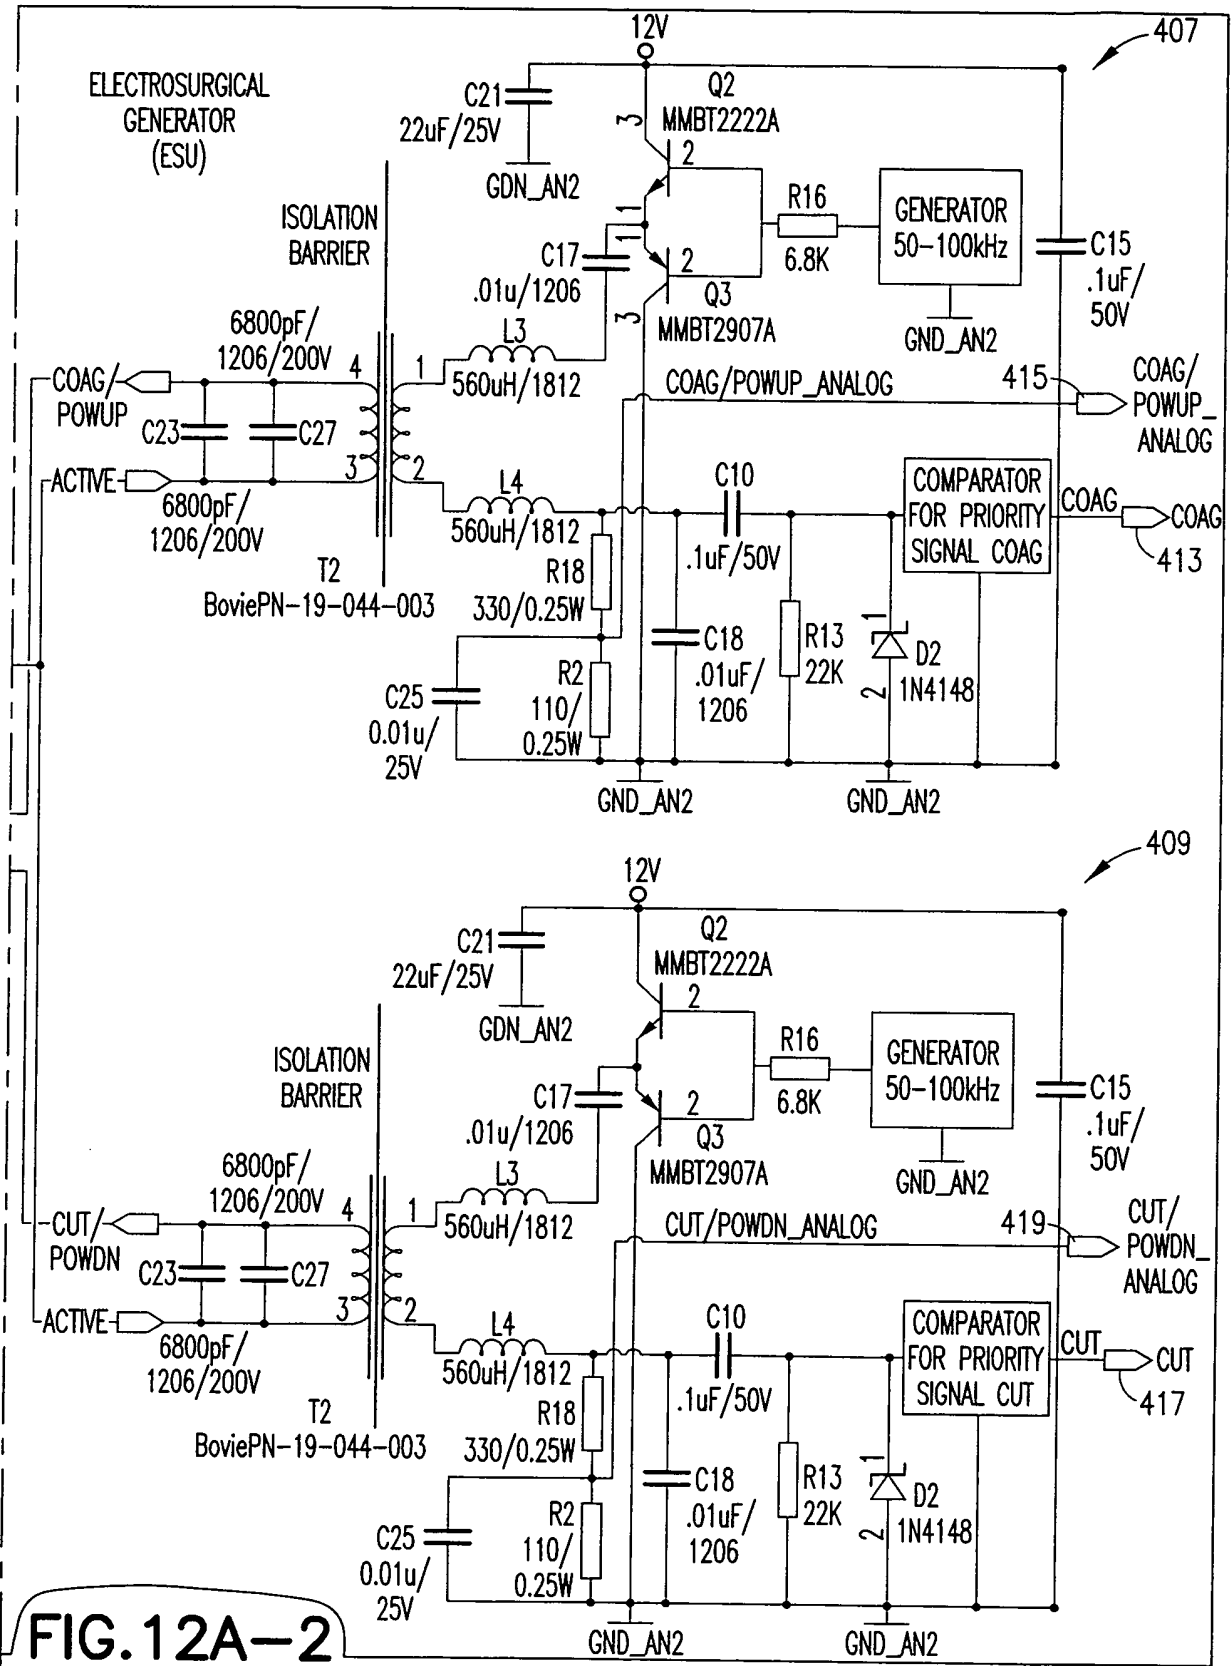 12V
407
ELECTROSURGICAL
GENERATOR
(ESU)
C21
22uF/25V
GDN_AN2
Q2
MMBT2222A
3
2
1
ISOLATION
BARRIER
C17
.01u/1206
1
2
3
Q3
MMBT2907A
R16
6.8K
GENERATOR
50-100kHz
GND_AN2
C15
.1uF/
50V
6800pF/
1206/200V
L3
560uH/1812
4
1
COAG/
POWUP
C23
C27
COAG/POWUP_ANALOG
415
COAG/
POWUP_
ANALOG
ACTIVE
3
2
6800pF/
1206/200V
L4
560uH/1812
C10
.1uF/50V
COMPARATOR
FOR PRIORITY
SIGNAL COAG
COAG
COAG
413
T2
BoviePN-19-044-003
R18
330/0.25W
C18
.01uF/
1206
R13
22K
1
D2
1N4148
2
C25
0.01u/
25V
R2
110/
0.25W
GND_AN2
GND_AN2
12V
409
C21
22uF/25V
GDN_AN2
Q2
MMBT2222A
2
ISOLATION
BARRIER
C17
.01u/1206
2
Q3
MMBT2907A
R16
6.8K
GENERATOR
50-100kHz
GND_AN2
C15
.1uF/
50V
6800pF/
1206/200V
L3
560uH/1812
4
1
CUT/
POWDN
C23
C27
CUT/POWDN_ANALOG
419
CUT/
POWDN_
ANALOG
ACTIVE
3
2
6800pF/
1206/200V
L4
560uH/1812
C10
.1uF/50V
COMPARATOR
FOR PRIORITY
SIGNAL CUT
CUT
CUT
417
T2
BoviePN-19-044-003
R18
330/0.25W
C18
.01uF/
1206
R13
22K
1
D2
1N4148
2
C25
0.01u/
25V
R2
110/
0.25W
GND_AN2
GND_AN2
FIG.12A-2